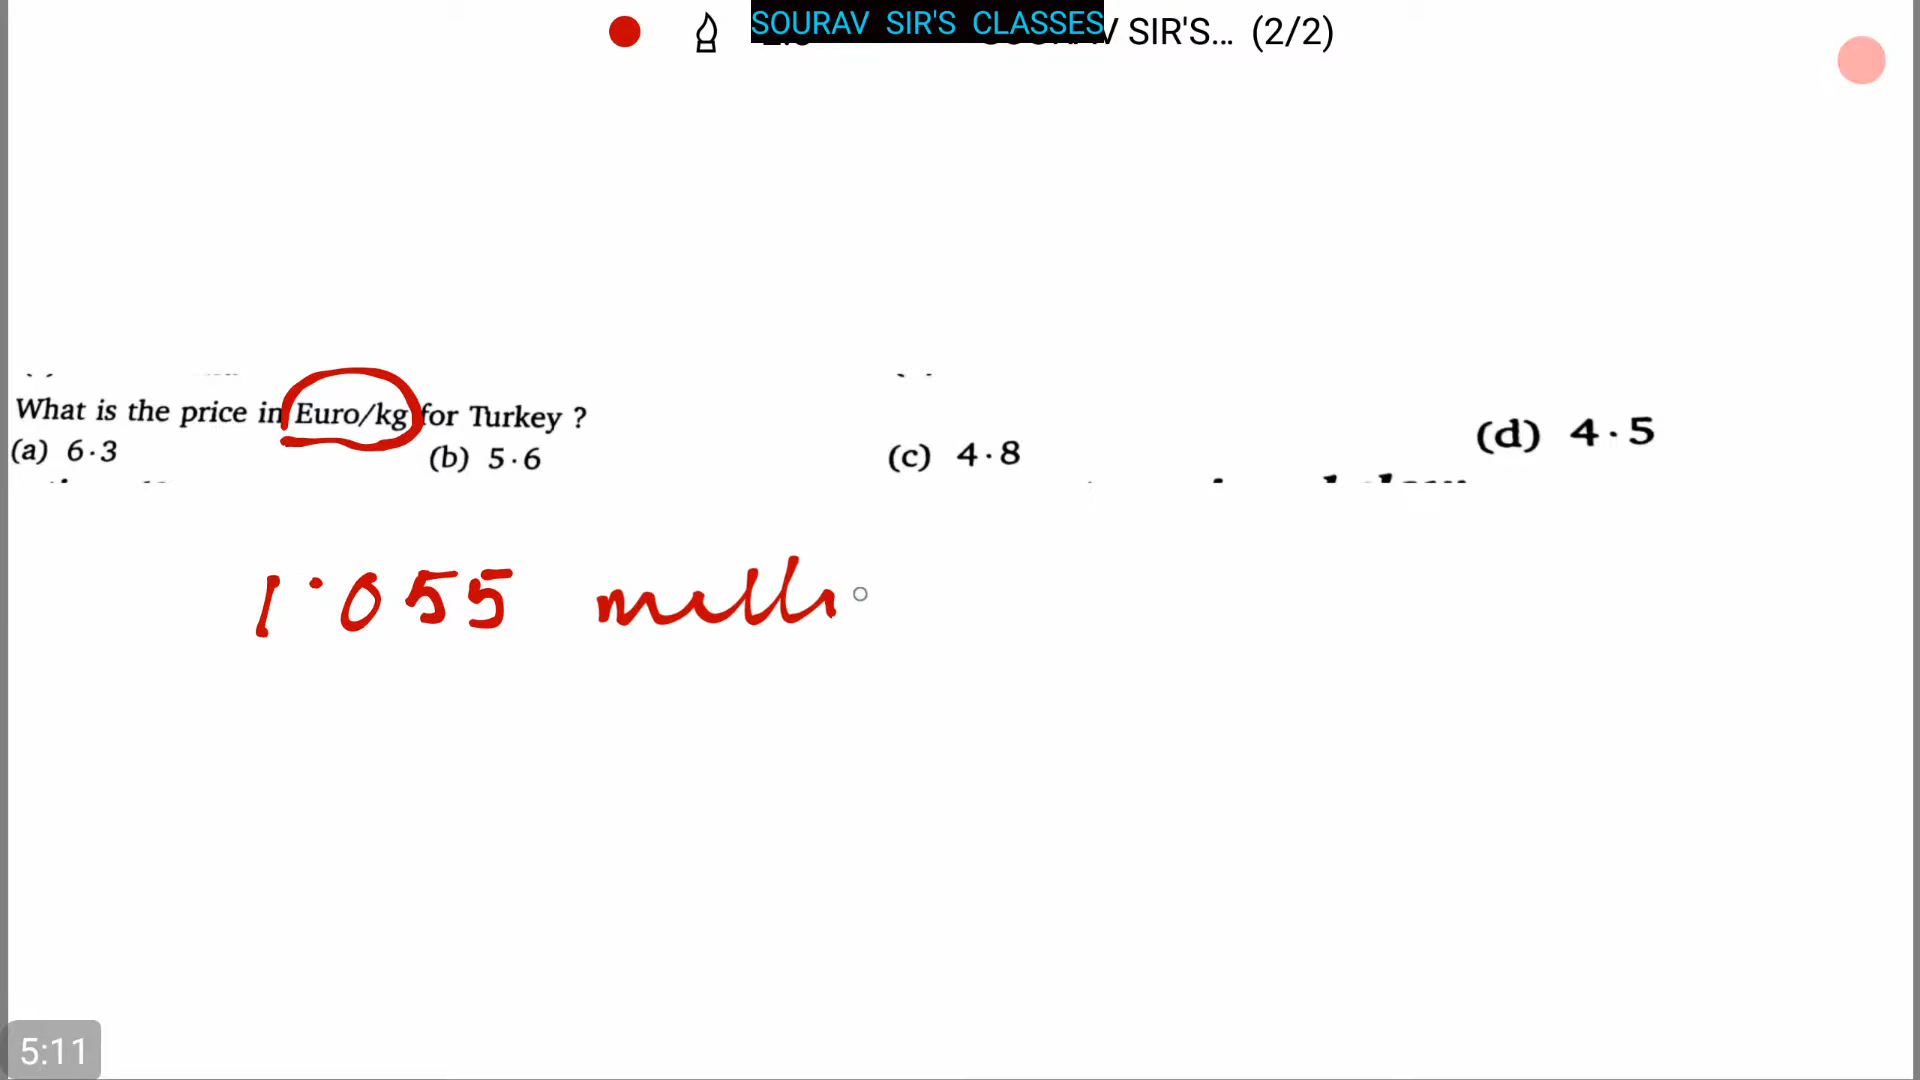 SOURAV SIR'S CLASSES
V SIR'S... (2/2)
What is the price in Euro/kg for Turkey ?
(a) 6·3 (b) 5·6 (c) 4·8 (d) 4·5
1·055
5:11